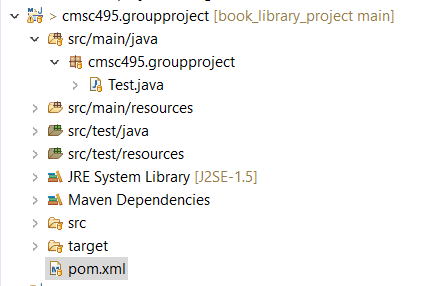 > cmsc495.groupproject [book_library_project main]
src/main/java
cmsc495.groupproject
Test.java
src/main/resources
src/test/java
src/test/resources
JRE System Library [J2SE-1.5]
Maven Dependencies
src
target
pom.xml